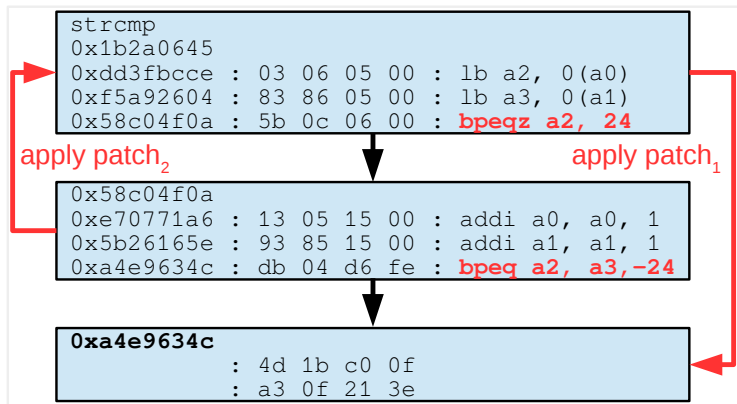 strcmp
0x1b2a0645
0xdd3fbcce : 03 06 05 00 : lb a2, 0(a0)
0xf5a92604 : 83 86 05 00 : lb a3, 0(a1)
0x58c04f0a : 5b 0c 06 00 : bpeqz a2, 24
apply patch2
apply patch1
0x58c04f0a
0xe70771a6 : 13 05 15 00 : addi a0, a0, 1
0x5b26165e : 93 85 15 00 : addi a1, a1, 1
0xa4e9634c : db 04 d6 fe : bpeq a2, a3,−24
0xa4e9634c
: 4d 1b c0 0f
: a3 0f 21 3e